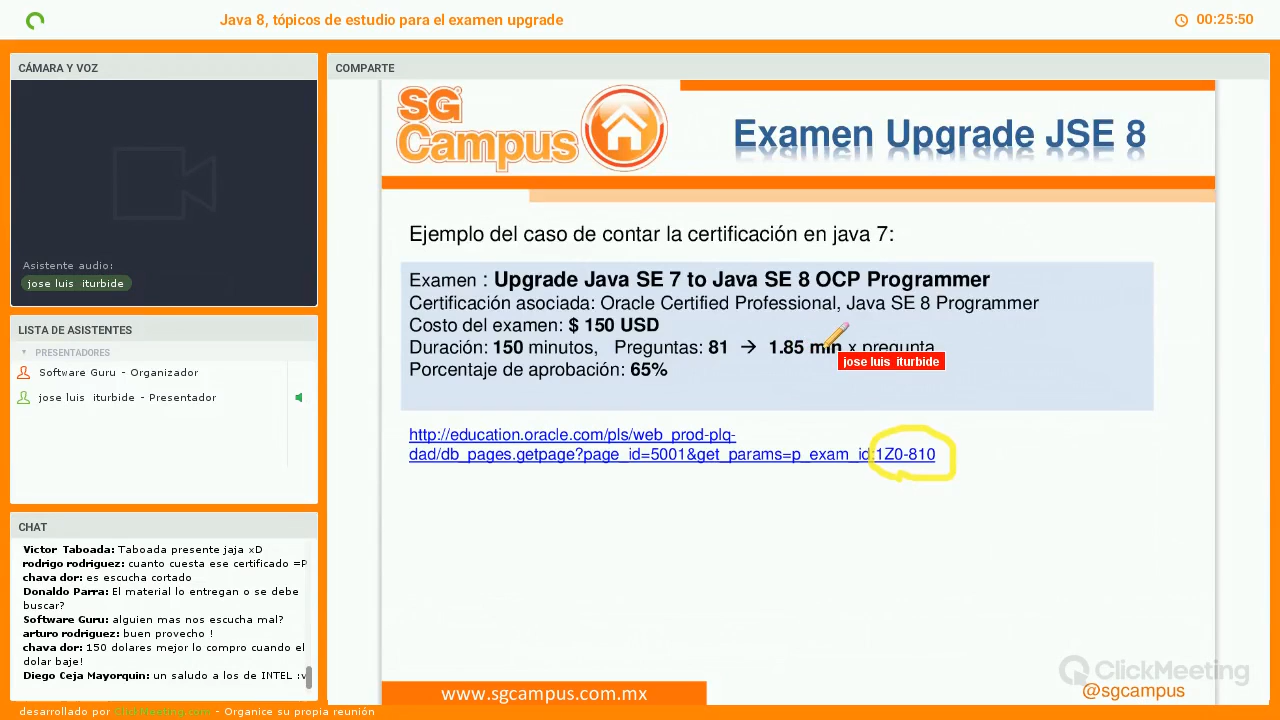 Java 8, tópicos de estudio para el examen upgrade
00:25:50
CÁMARA Y VOZ
Asistente audio:
jose luis iturbide
LISTA DE ASISTENTES
PRESENTADORES
Software Guru - Organizador
jose luis iturbide - Presentador
CHAT
Victor Taboada: Taboada presente jaja xD
rodrigo rodriguez: cuanto cuesta ese certificado =P
chava dor: es escucha cortado
Donaldo Parra: El material lo entregan o se debe
buscar?
Software Guru: alguien mas nos escucha mal?
arturo rodriguez: buen provecho !
chava dor: 150 dolares mejor lo compro cuando el
dolar baje!
Diego Ceja Mayorquin: un saludo a los de INTEL :v
COMPARTE
SG
Campus
Examen Upgrade JSE 8
Ejemplo del caso de contar la certificación en java 7:
Examen : Upgrade Java SE 7 to Java SE 8 OCP Programmer
Certificación asociada: Oracle Certified Professional, Java SE 8 Programmer
Costo del examen: $ 150 USD
Duración: 150 minutos, Preguntas: 81 → 1.85 min x pregunta
jose luis iturbide
Porcentaje de aprobación: 65%
http://education.oracle.com/pls/web_prod-plq-
dad/db_pages.getpage?page_id=5001&get_params=p_exam_id:1Z0-810
www.sgcampus.com.mx
ClickMeeting
@sgcampus
desarrollado por ClickMeeting.com - Organice su propia reunión